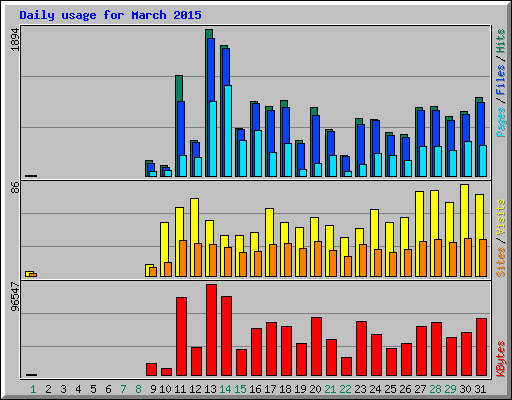 Daily usage for March 2015
1894
Pages / Files / Hits
86
Sites / Visits
96547
KBytes
1 2 3 4 5 6 7 8 9 10 11 12 13 14 15 16 17 18 19 20 21 22 23 24 25 26 27 28 29 30 31